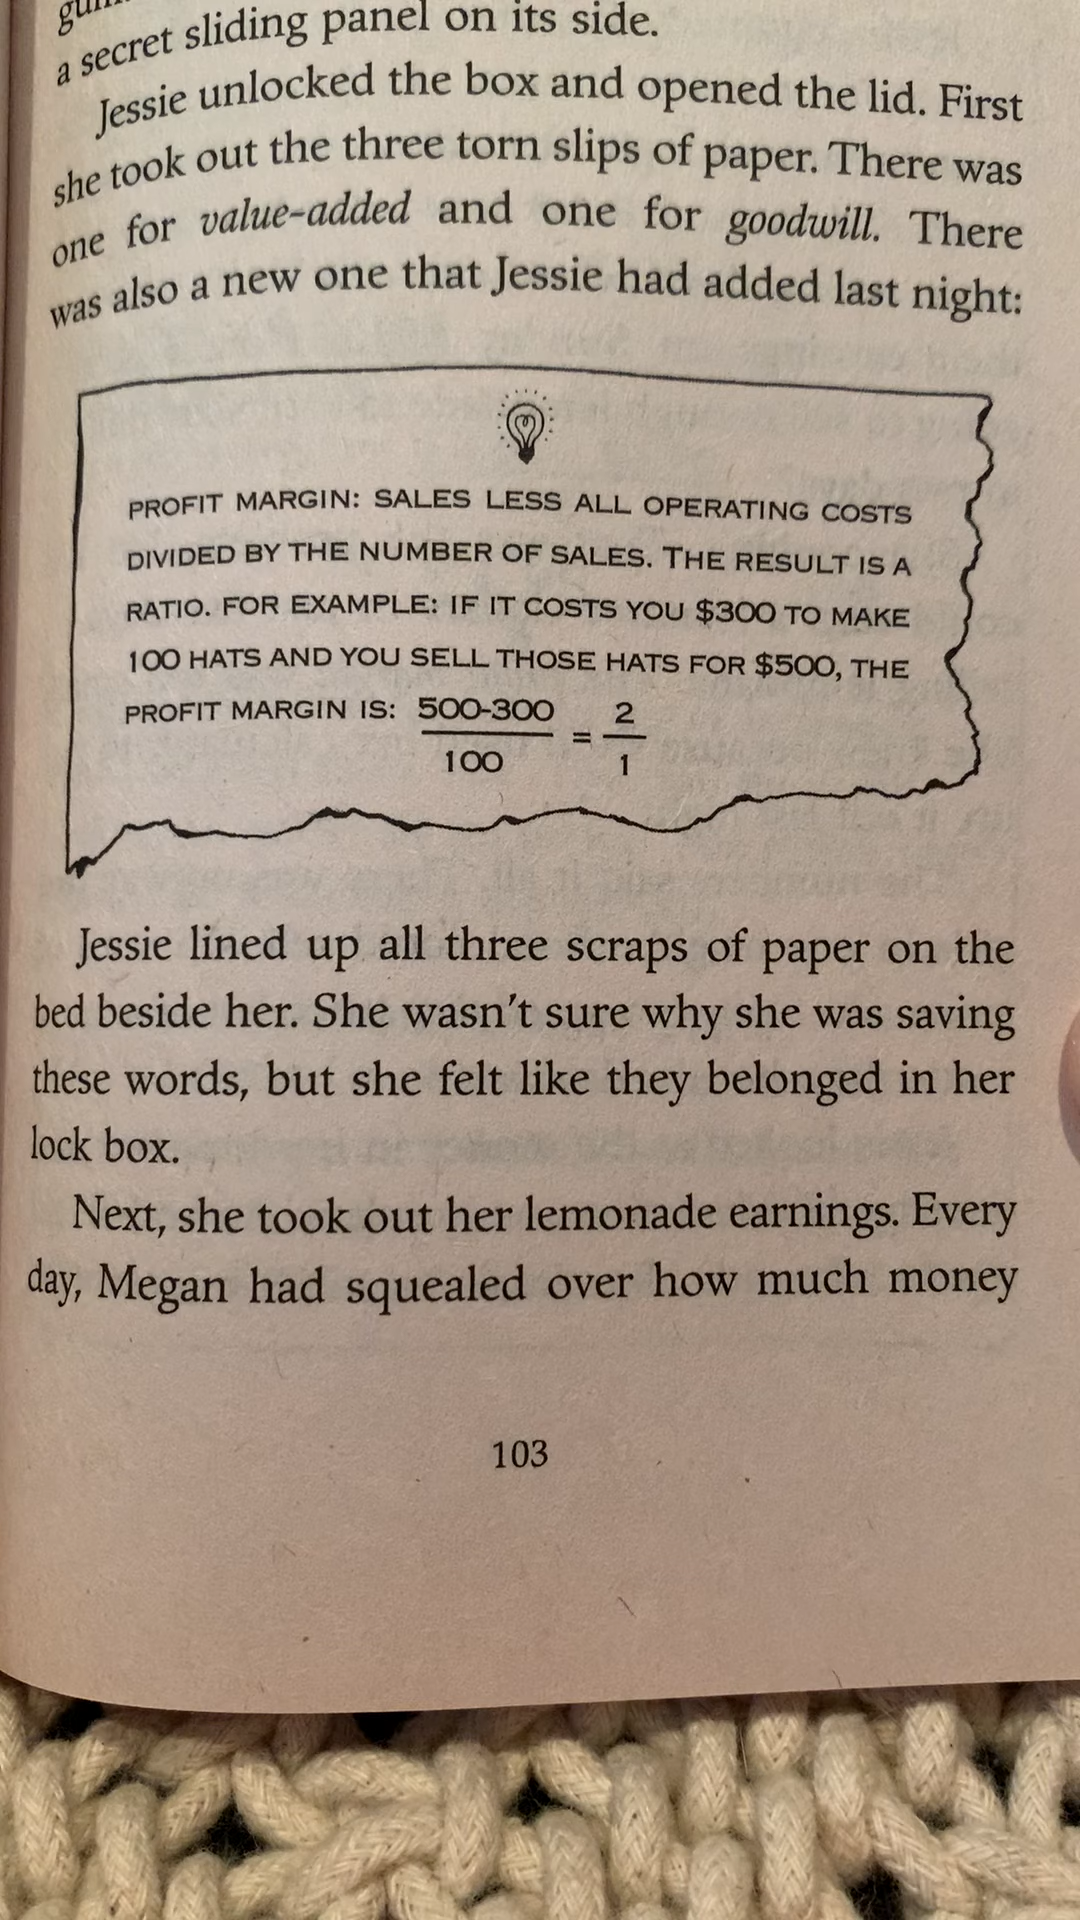 a secret sliding panel on its side.
Jessie unlocked the box and opened the lid. First
she took out the three torn slips of paper. There was
one for value-added and one for goodwill. There
was also a new one that Jessie had added last night:
PROFIT MARGIN: SALES LESS ALL OPERATING COSTS
DIVIDED BY THE NUMBER OF SALES. THE RESULT IS A
RATIO. FOR EXAMPLE: IF IT COSTS YOU $300 TO MAKE
100 HATS AND YOU SELL THOSE HATS FOR $500, THE
PROFIT MARGIN IS: 500-300 = 2
100 1
Jessie lined up all three scraps of paper on the
bed beside her. She wasn't sure why she was saving
these words, but she felt like they belonged in her
lock box.
Next, she took out her lemonade earnings. Every
day, Megan had squealed over how much money
103